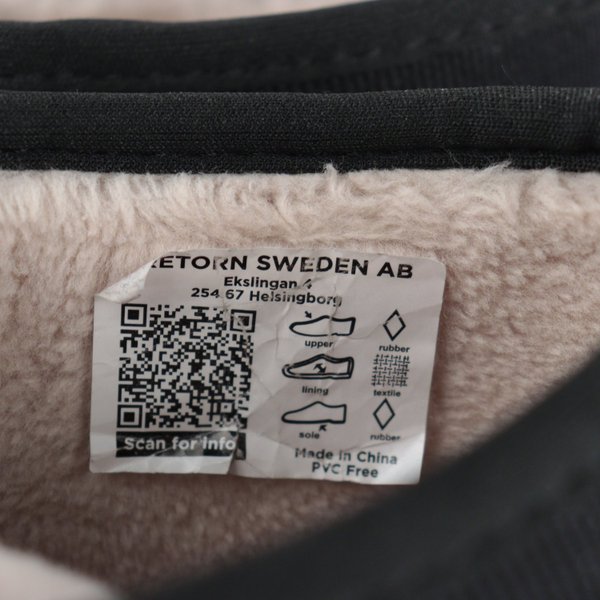 RETORN SWEDEN AB
Ekslingan 4
254 67 Helsingborg
upper
rubber
lining
textile
sole
rubber
Scan for info
Made in China
PVC Free